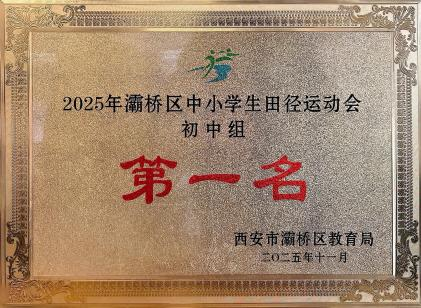 2025年灞桥区中小学生田径运动会
初中组
第一名
西安市灞桥区教育局
二〇二五年十一月